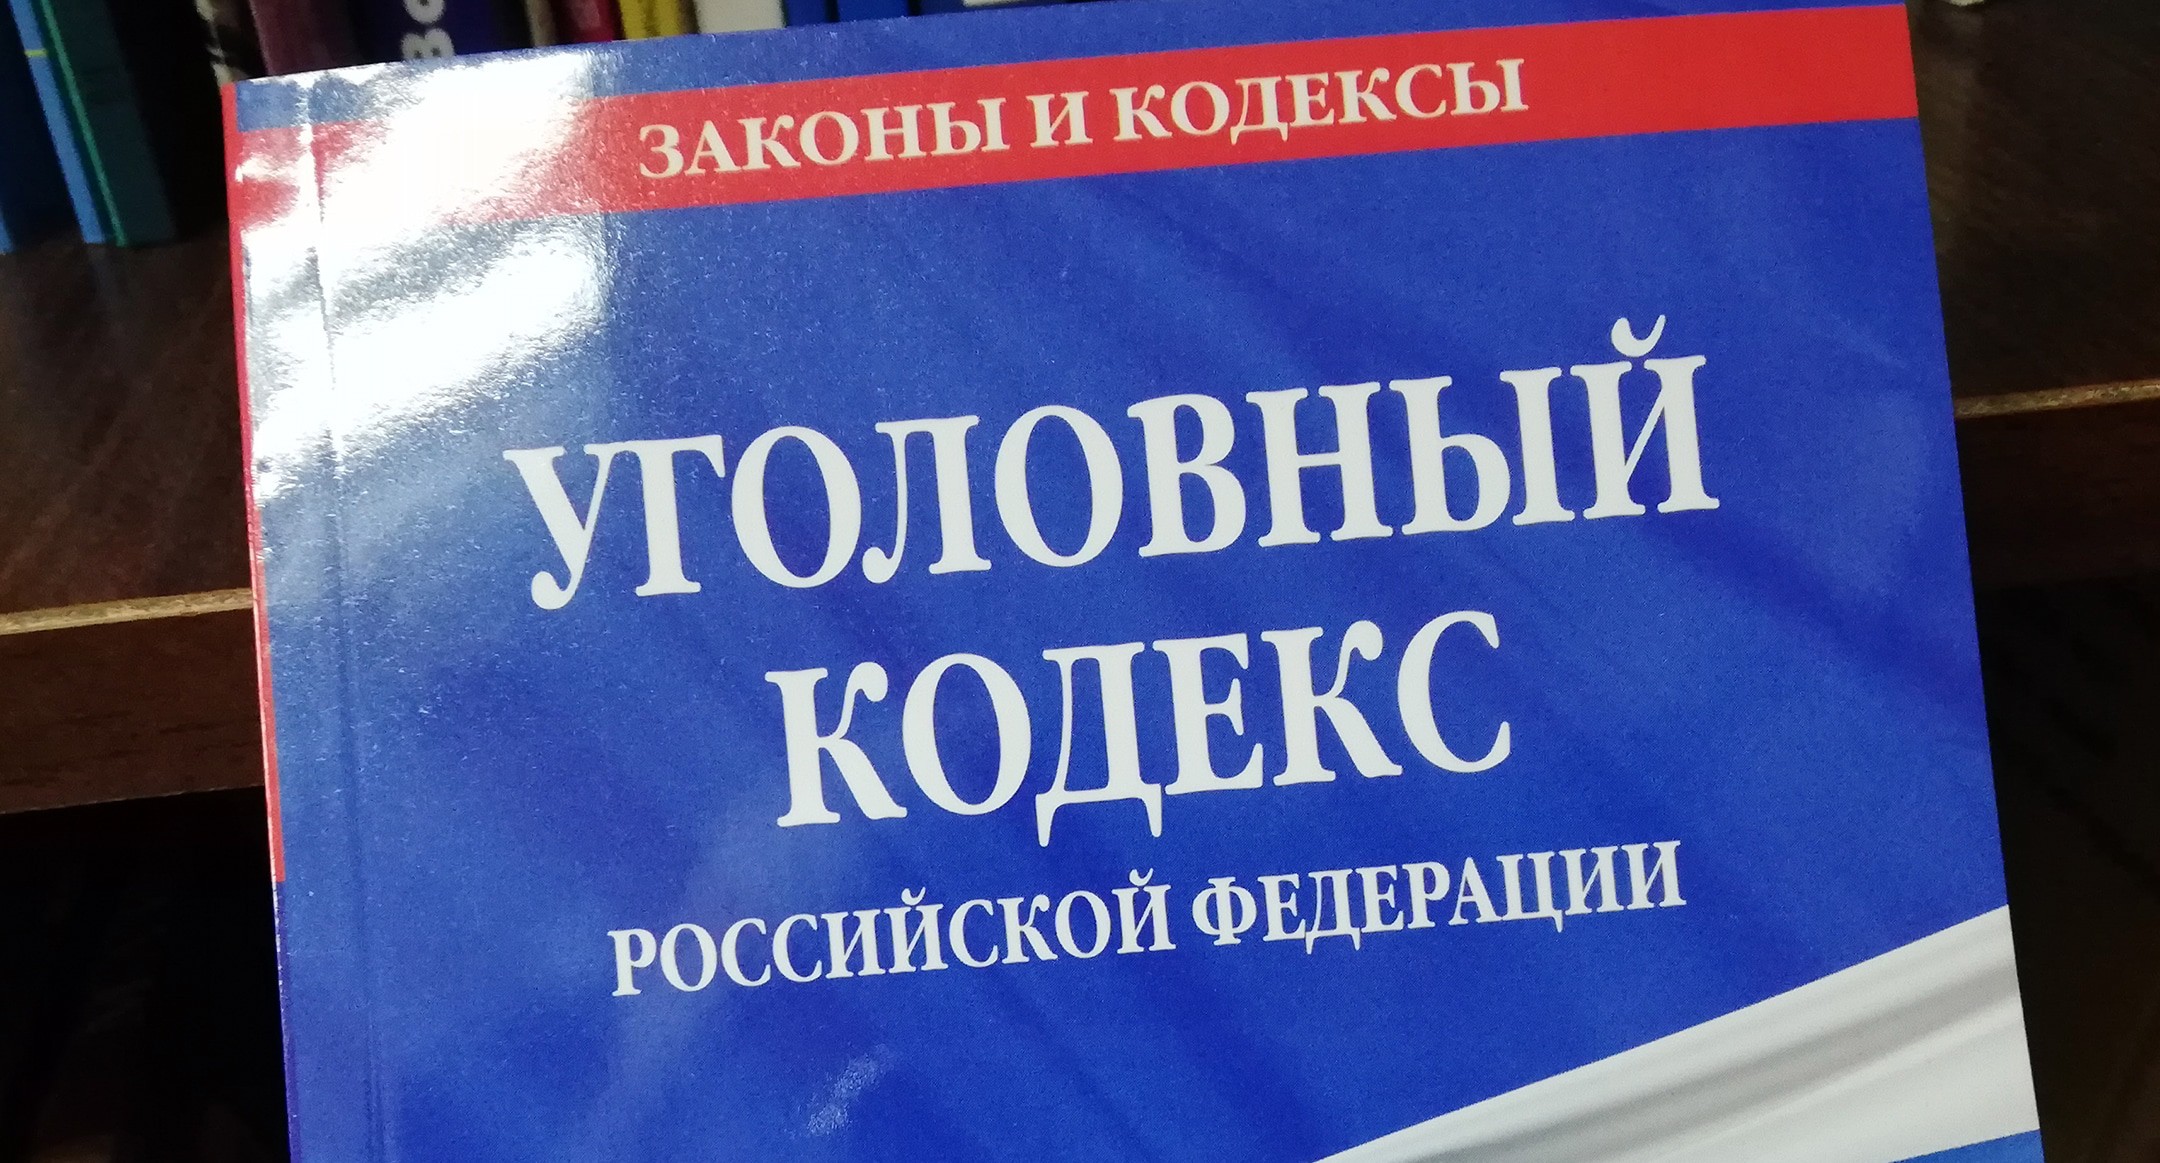 ЗАКОНЫ И КОДЕКСЫ
УГОЛОВНЫЙ
КОДЕКС
РОССИЙСКОЙ ФЕДЕРАЦИИ